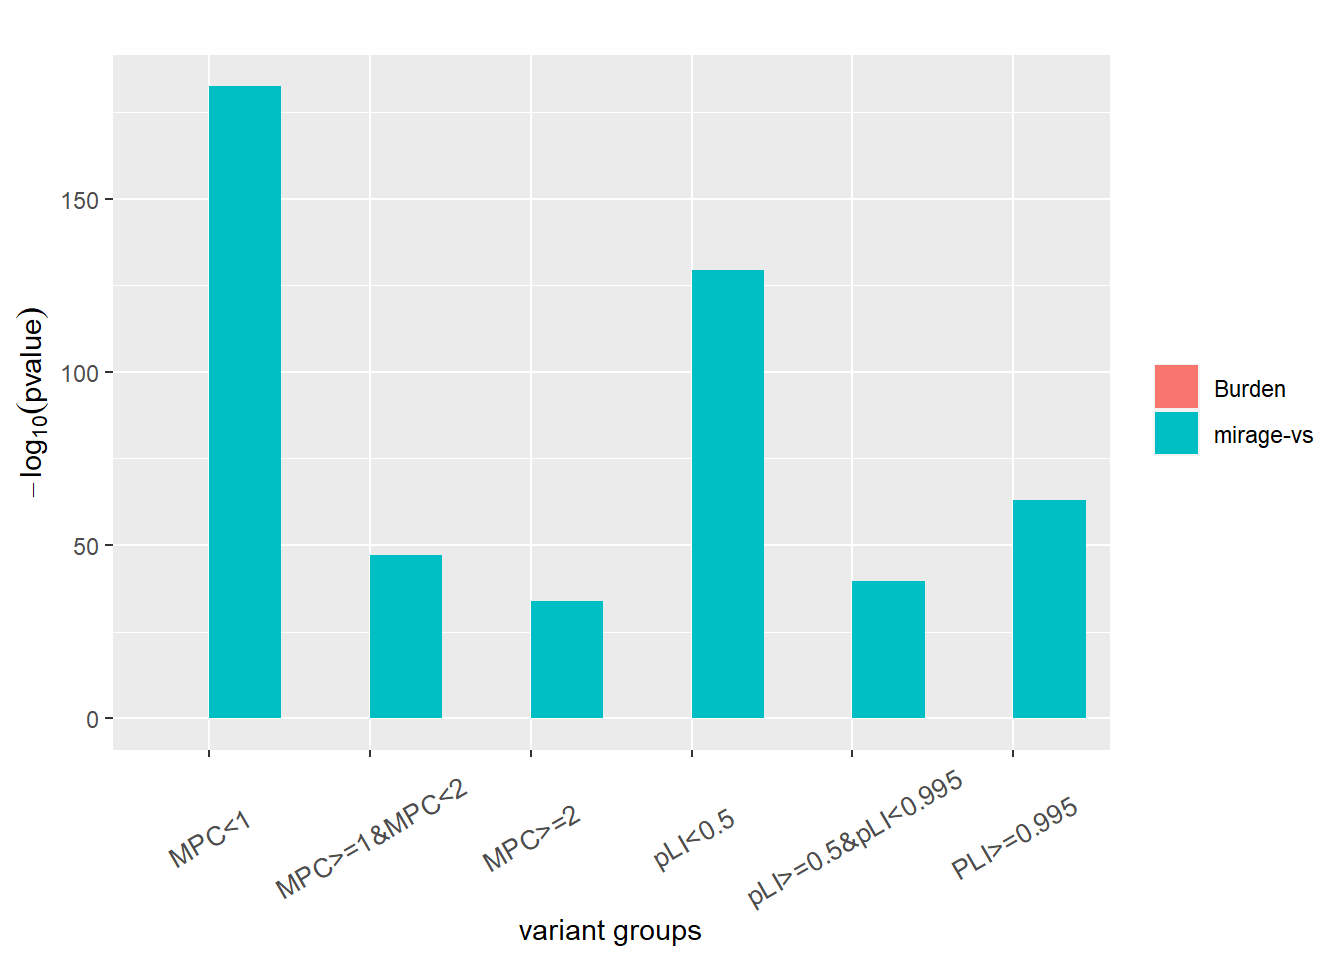 150
100
50
0
−log10(pvalue)
MPC<1
MPC>=1&MPC<2
MPC>=2
pLI<0.5
pLI>=0.5&pLI<0.995
PLI>=0.995
variant groups
Burden
mirage-vs